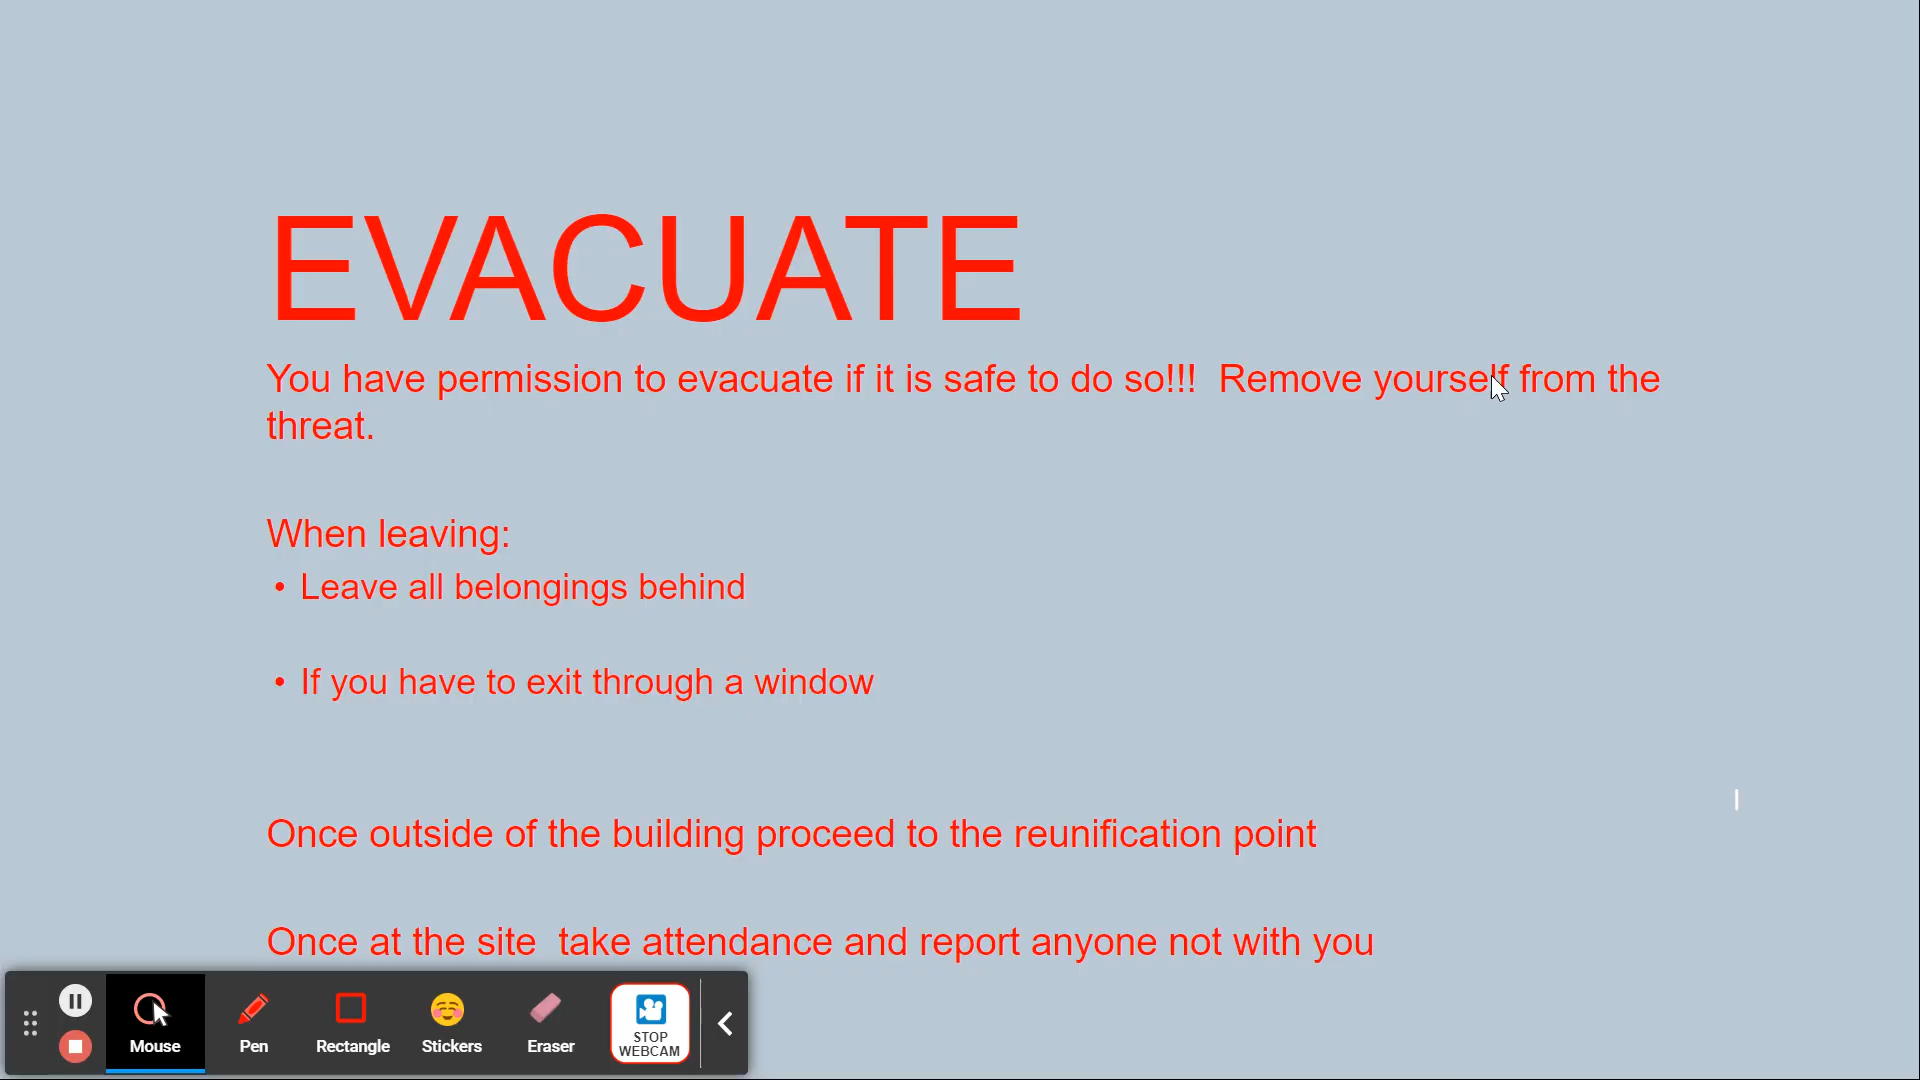 EVACUATE
You have permission to evacuate if it is safe to do so!!!  Remove yourself from the
threat.
When leaving:
• Leave all belongings behind
• If you have to exit through a window
Once outside of the building proceed to the reunification point
Once at the site  take attendance and report anyone not with you
Mouse
Pen
Rectangle
Stickers
Eraser
STOP
WEBCAM